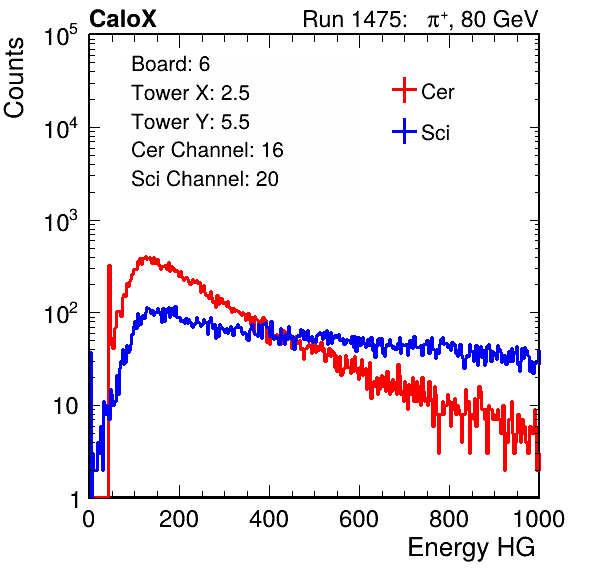 CaloX Run 1475: π⁺, 80 GeV
Counts
10⁵
10⁴
10³
10²
10
1
Board: 6
Tower X: 2.5
Tower Y: 5.5
Cer Channel: 16
Sci Channel: 20
Cer
Sci
0 200 400 600 800 1000
Energy HG